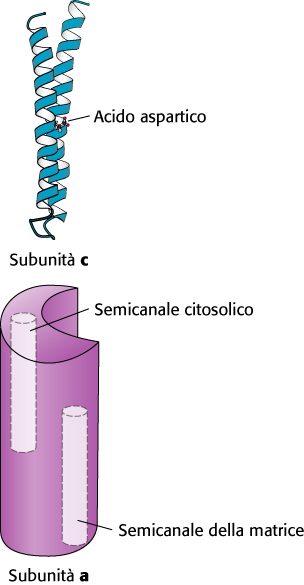 Acido aspartico
Subunità c
Semicanale citosolico
Semicanale della matrice
Subunità a